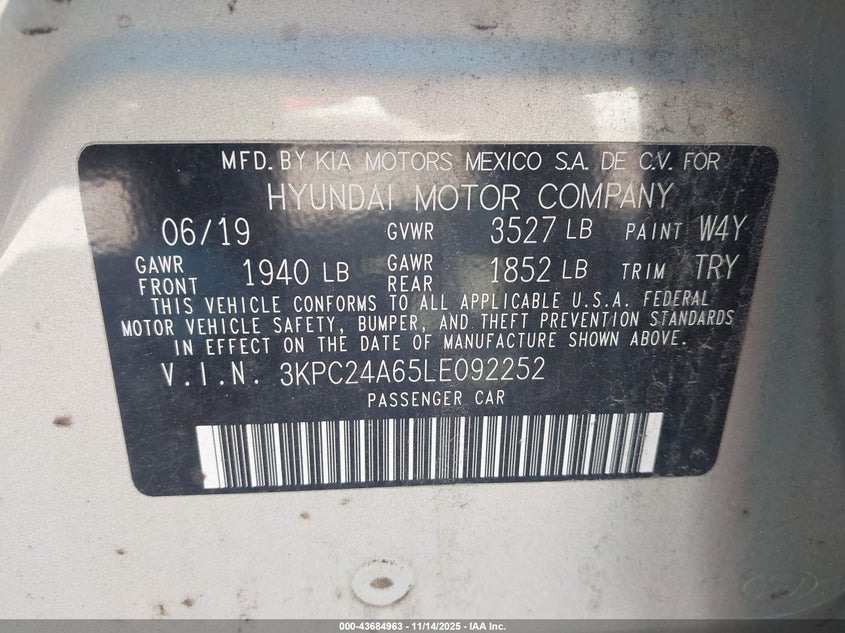 MFD. BY KIA MOTORS MEXICO S.A. DE C.V. FOR
HYUNDAI MOTOR COMPANY
06/19 GVWR 3527 LB PAINT W4Y
GAWR FRONT 1940 LB GAWR REAR 1852 LB TRIM TRY
THIS VEHICLE CONFORMS TO ALL APPLICABLE U.S.A. FEDERAL
MOTOR VEHICLE SAFETY, BUMPER, AND THEFT PREVENTION STANDARDS
IN EFFECT ON THE DATE OF MANUFACTURE SHOWN ABOVE.
V.I.N. 3KPC24A65LE092252
PASSENGER CAR
000-43684963 - 11/14/2025 - IAA Inc.